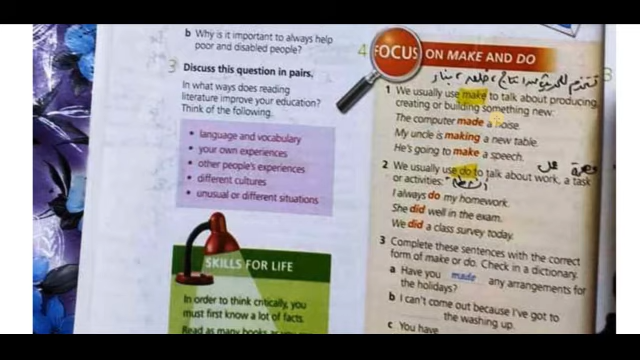 b Why is it important to always help
poor and disabled people?
3 Discuss this question in pairs.
In what ways does reading
literature improve your education?
Think of the following.
• language and vocabulary
• your own experiences
• other people's experiences
• different cultures
• unusual or different situations
SKILLS FOR LIFE
In order to think critically, you
must first know a lot of facts.
Read as many books as you
4 FOCUS ON MAKE AND DO
1 We usually use make to talk about producing,
creating or building something new:
The computer made a noise.
My uncle is making a new table.
He's going to make a speech.
2 We usually use do to talk about work, a task
or activities:
I always do my homework.
She did well in the exam.
We did a class survey today.
3 Complete these sentences with the correct
form of make or do. Check in a dictionary.
a Have you made any arrangements for
the holidays?
b I can't come out because I've got to
the washing up.
c You have
3